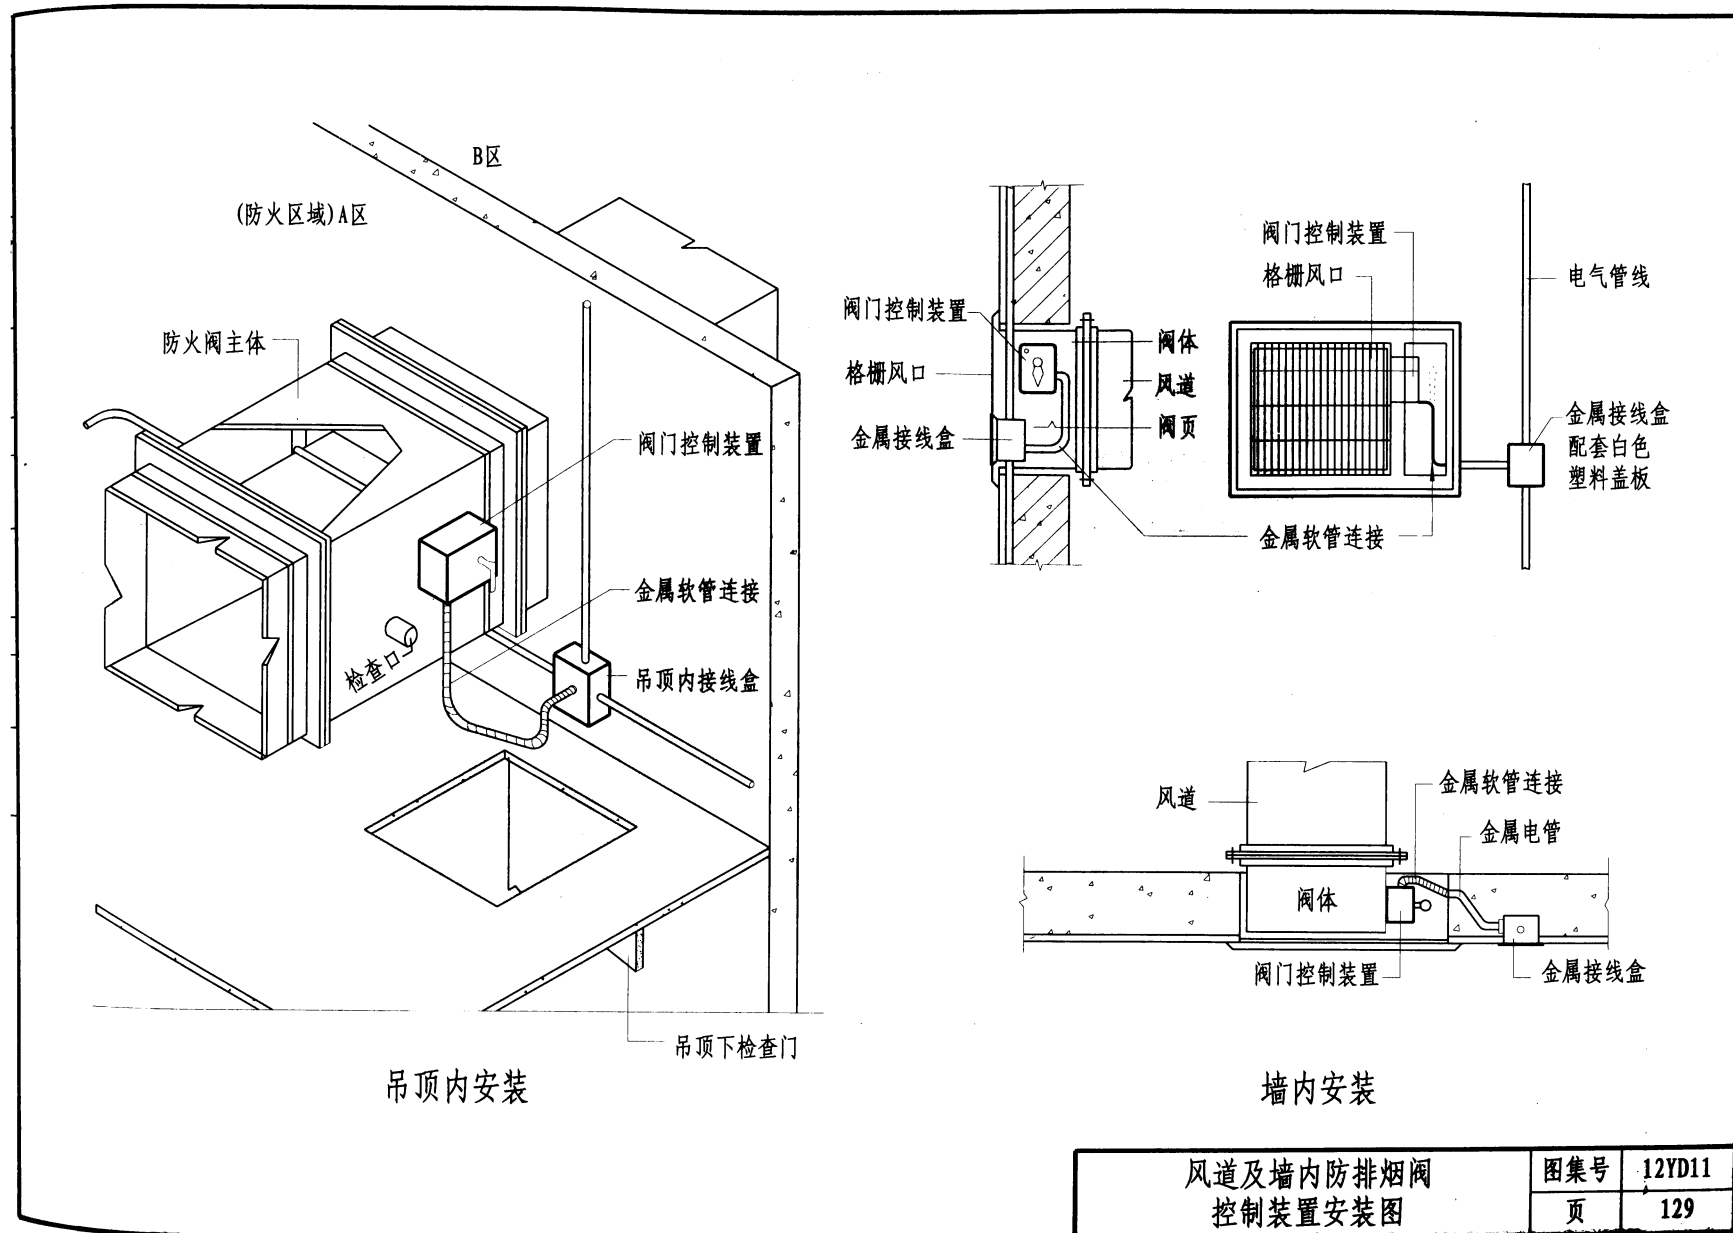 B区
(防火区域)A区
防火阀主体
阀门控制装置
金属软管连接
检查口
吊顶内接线盒
吊顶下检查门
吊顶内安装
阀门控制装置
格栅风口
金属接线盒
阀体
风道
阀页
金属软管连接
阀门控制装置
格栅风口
电气管线
金属接线盒
配套白色
塑料盖板
风道
金属软管连接
金属电管
阀体
阀门控制装置
金属接线盒
墙内安装
风道及墙内防排烟阀
控制装置安装图
图集号
12YD11
页
129